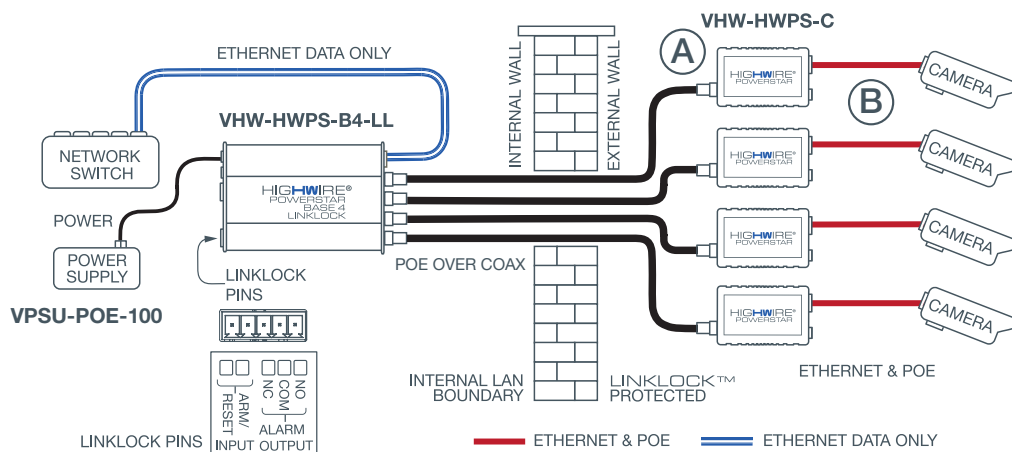 VHW-HWPS-C
ETHERNET DATA ONLY
A
HIGHWIRE®
POWERSTAR
CAMERA
B
INTERNAL WALL
EXTERNAL WALL
VHW-HWPS-B4-LL
NETWORK
SWITCH
HIGHWIRE®
POWERSTAR
BASE 4
LINKLOCK
HIGHWIRE®
POWERSTAR
CAMERA
POWER
HIGHWIRE®
POWERSTAR
CAMERA
POWER
SUPPLY
LINKLOCK
PINS
POE OVER COAX
VPSU-POE-100
HIGHWIRE®
POWERSTAR
CAMERA
ETHERNET & POE
INTERNAL LAN
BOUNDARY
LINKLOCK™
PROTECTED
LINKLOCK PINS
ARM/
RESET
INPUT
NO
COM
NC
ALARM
OUTPUT
ETHERNET & POE
ETHERNET DATA ONLY